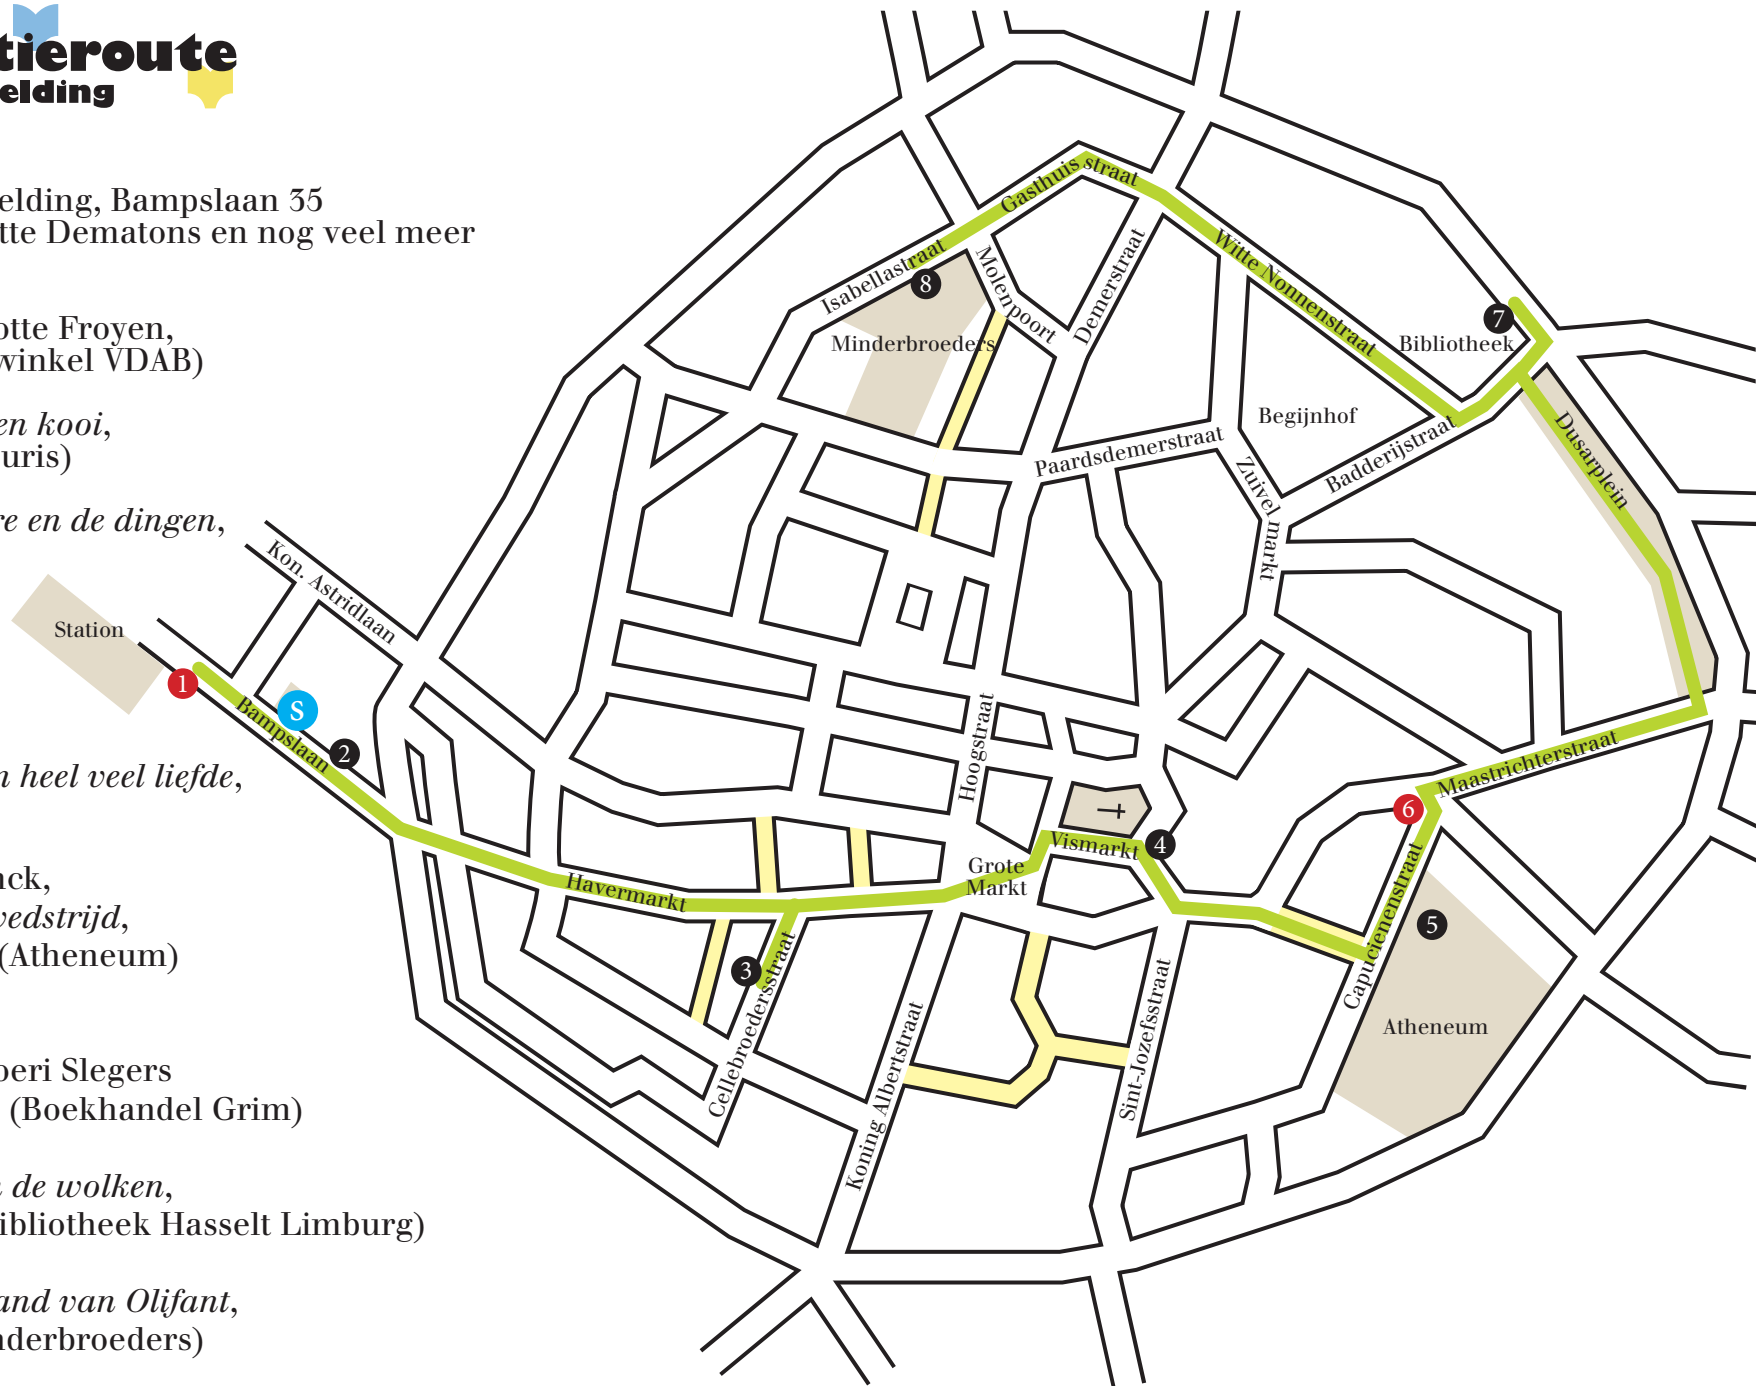 tieroute
elding
elding, Bampslaan 35
tte Dematons en nog veel meer
otte Froyen,
winkel VDAB)
en kooi,
uris)
re en de dingen,
n heel veel liefde,
nck,
vedstrijd,
(Atheneum)
oeri Slegers
(Boekhandel Grim)
n de wolken,
ibliotheek Hasselt Limburg)
and van Olifant,
nderbroeders)
Gasthuis straat
Isabellastraat
8
Molenpoort
Demerstraat
Minderbroeders
Witte Nonnenstraat
7
Bibliotheek
Begijnhof
Paardsdemerstraat
Badderijstraat
Zuivel markt
Dusarplein
Kon. Astridlaan
Station
1
S
Bampslaan
2
Hoogstraat
Maastrichterstraat
6
Vismarkt
4
Grote
Markt
Havermarkt
3
Cellebroedersstraat
Koning Albertstraat
Sint-Jozefsstraat
Capucienenstraat
5
Atheneum